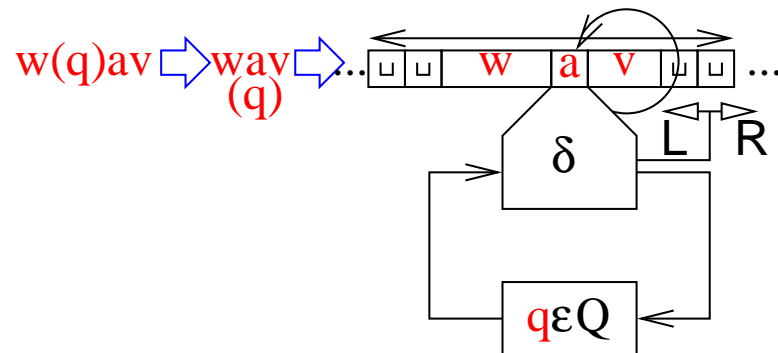 w(q)av wav ... ␣ ␣ w a v ␣ ␣ ...
(q)
L R
δ
qεQ